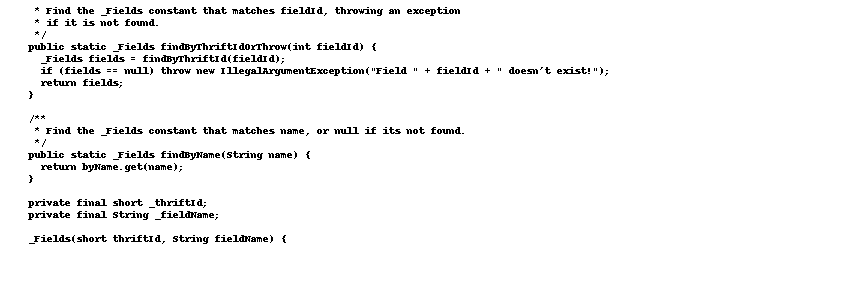 * Find the _Fields constant that matches fieldId, throwing an exception
     * if it is not found.
     */
    public static _Fields findByThriftIdOrThrow(int fieldId) {
      _Fields fields = findByThriftId(fieldId);
      if (fields == null) throw new IllegalArgumentException("Field " + fieldId + " doesn't exist!");
      return fields;
    }

    /**
     * Find the _Fields constant that matches name, or null if its not found.
     */
    public static _Fields findByName(String name) {
      return byName.get(name);
    }

    private final short _thriftId;
    private final String _fieldName;

    _Fields(short thriftId, String fieldName) {